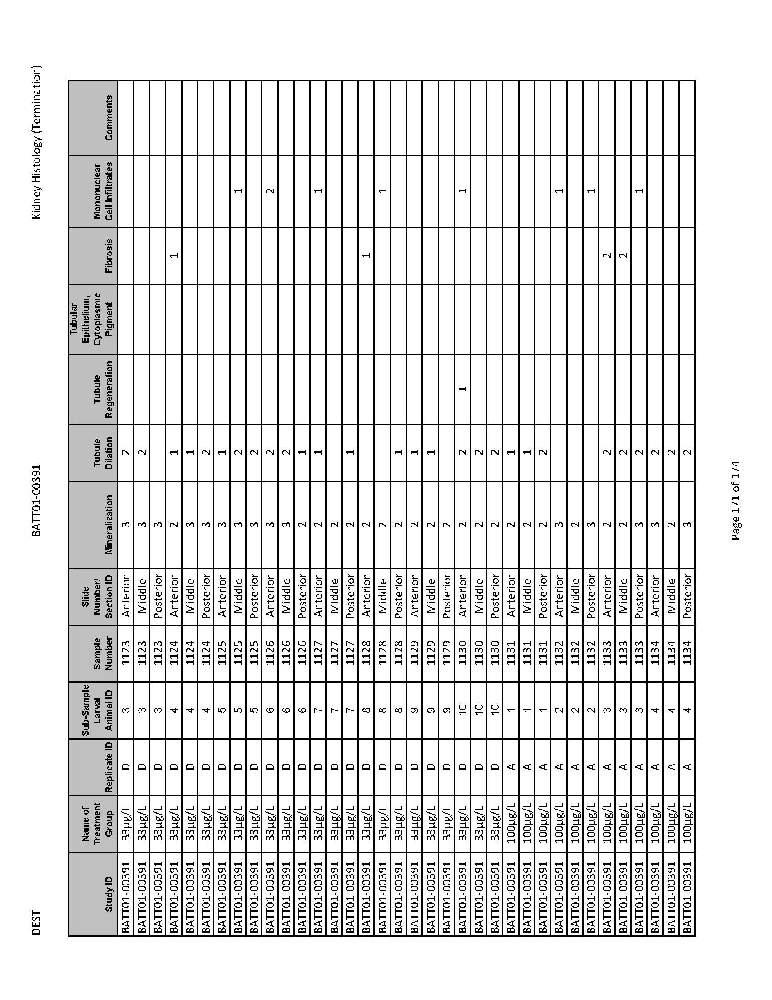 DEST BATT01-00391 Kidney Histology (Termination)
Study ID Name of Treatment Group Replicate ID Sub-Sample Larval Animal ID Sample Number Slide Number/ Section ID Mineralization Tubule Dilation Tubule Regeneration Tubular Epithelium, Cytoplasmic Pigment Fibrosis Mononuclear Cell Infiltrates Comments
BATT01-00391 33µg/L D 3 1123 Anterior 3 2
BATT01-00391 33µg/L D 3 1123 Middle 3 2
BATT01-00391 33µg/L D 3 1123 Posterior 3
BATT01-00391 33µg/L D 4 1124 Anterior 2 1 1
BATT01-00391 33µg/L D 4 1124 Middle 3 1
BATT01-00391 33µg/L D 4 1124 Posterior 3 2
BATT01-00391 33µg/L D 5 1125 Anterior 3 1
BATT01-00391 33µg/L D 5 1125 Middle 3 2 1
BATT01-00391 33µg/L D 5 1125 Posterior 3 2
BATT01-00391 33µg/L D 6 1126 Anterior 3 2 2
BATT01-00391 33µg/L D 6 1126 Middle 3 2
BATT01-00391 33µg/L D 6 1126 Posterior 2 1
BATT01-00391 33µg/L D 7 1127 Anterior 2 1 1
BATT01-00391 33µg/L D 7 1127 Middle 2
BATT01-00391 33µg/L D 7 1127 Posterior 2 1
BATT01-00391 33µg/L D 8 1128 Anterior 2 1
BATT01-00391 33µg/L D 8 1128 Middle 2 1
BATT01-00391 33µg/L D 8 1128 Posterior 2 1
BATT01-00391 33µg/L D 9 1129 Anterior 2 1
BATT01-00391 33µg/L D 9 1129 Middle 2 1
BATT01-00391 33µg/L D 9 1129 Posterior 2
BATT01-00391 33µg/L D 10 1130 Anterior 2 2 1 1
BATT01-00391 33µg/L D 10 1130 Middle 2 2
BATT01-00391 33µg/L D 10 1130 Posterior 2 2
BATT01-00391 100µg/L A 1 1131 Anterior 2 1
BATT01-00391 100µg/L A 1 1131 Middle 2 1
BATT01-00391 100µg/L A 1 1131 Posterior 2 2
BATT01-00391 100µg/L A 2 1132 Anterior 3 1
BATT01-00391 100µg/L A 2 1132 Middle 2
BATT01-00391 100µg/L A 2 1132 Posterior 3 1
BATT01-00391 100µg/L A 3 1133 Anterior 2 2 2
BATT01-00391 100µg/L A 3 1133 Middle 2 2 2
BATT01-00391 100µg/L A 3 1133 Posterior 3 2 1
BATT01-00391 100µg/L A 4 1134 Anterior 3 2
BATT01-00391 100µg/L A 4 1134 Middle 2 2
BATT01-00391 100µg/L A 4 1134 Posterior 3 2
Page 171 of 174